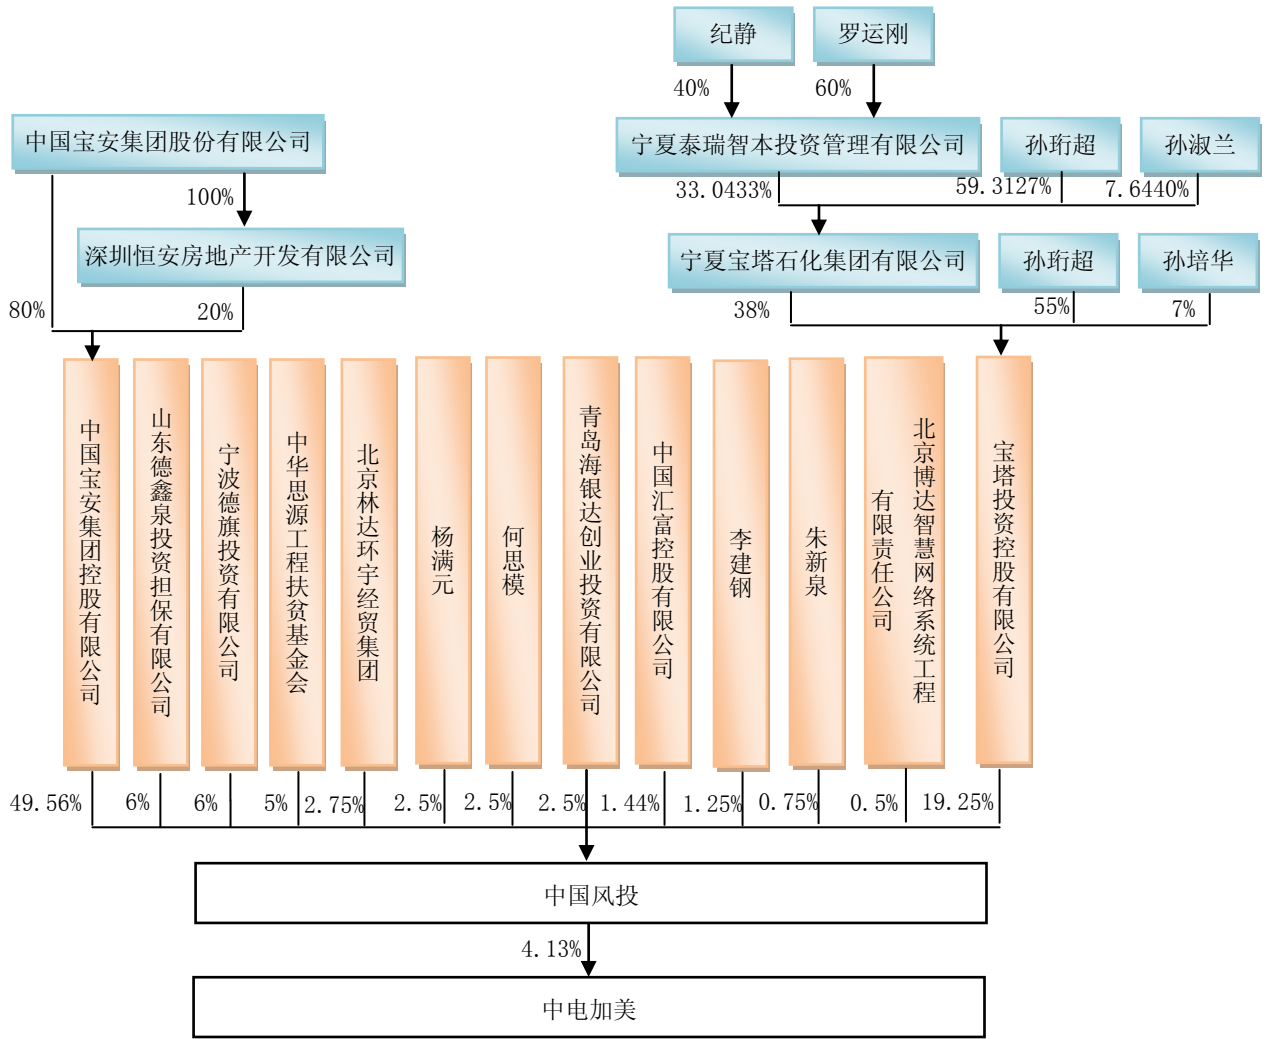 纪静
罗运刚
40%
60%
中国宝安集团股份有限公司
宁夏泰瑞智本投资管理有限公司
孙珩超
孙淑兰
100%
33.0433%
59.3127%
7.6440%
深圳恒安房地产开发有限公司
宁夏宝塔石化集团有限公司
孙珩超
孙培华
80%
20%
38%
55%
7%
中国宝安集团控股有限公司
山东德鑫泉投资担保有限公司
宁波德旗投资有限公司
中华思源工程扶贫基金会
北京林达环宇经贸集团
杨满元
何思模
青岛海银达创业投资有限公司
中国汇富控股有限公司
李建钢
朱新泉
北京博达智慧网络系统工程
有限责任公司
宝塔投资控股有限公司
49.56%
6%
6%
5%
2.75%
2.5%
2.5%
2.5%
1.44%
1.25%
0.75%
0.5%
19.25%
中国风投
4.13%
中电加美